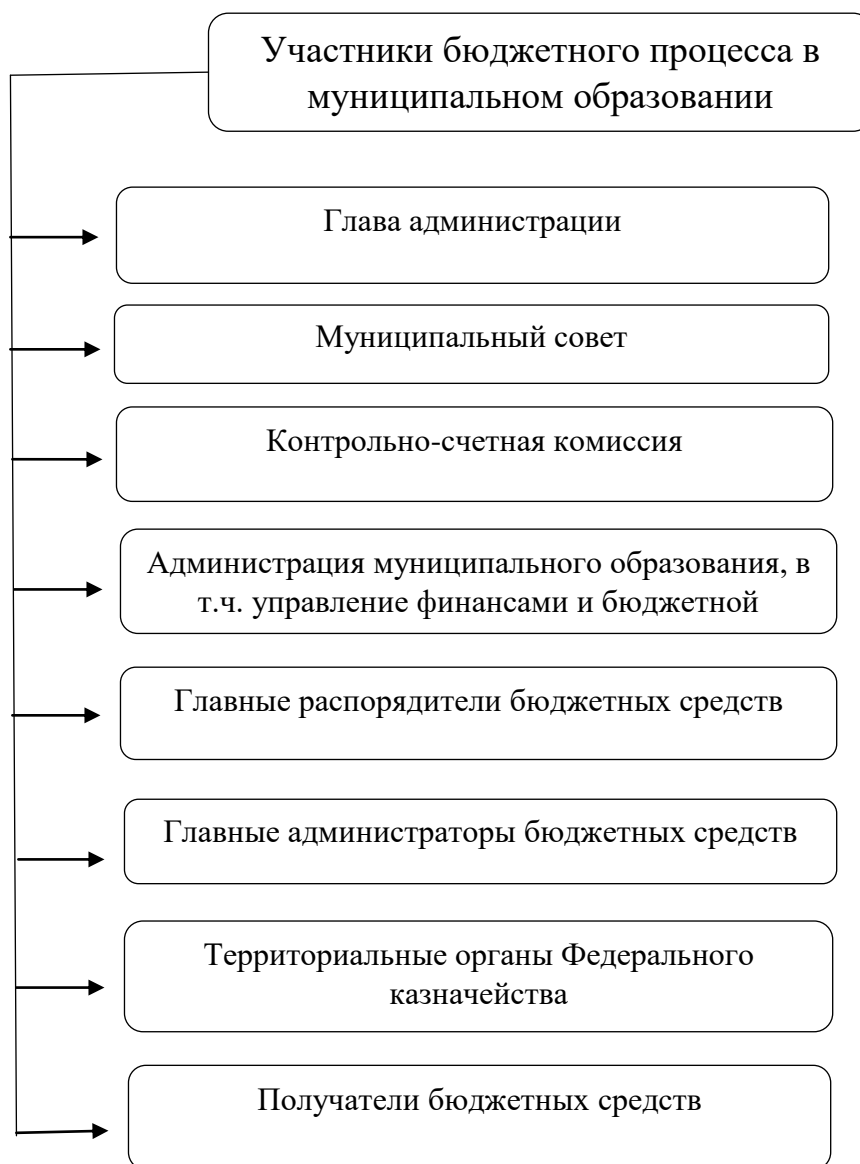 Участники бюджетного процесса в
муниципальном образовании
Глава администрации
Муниципальный совет
Контрольно-счетная комиссия
Администрация муниципального образования, в
т.ч. управление финансами и бюджетной
Главные распорядители бюджетных средств
Главные администраторы бюджетных средств
Территориальные органы Федерального
казначейства
Получатели бюджетных средств